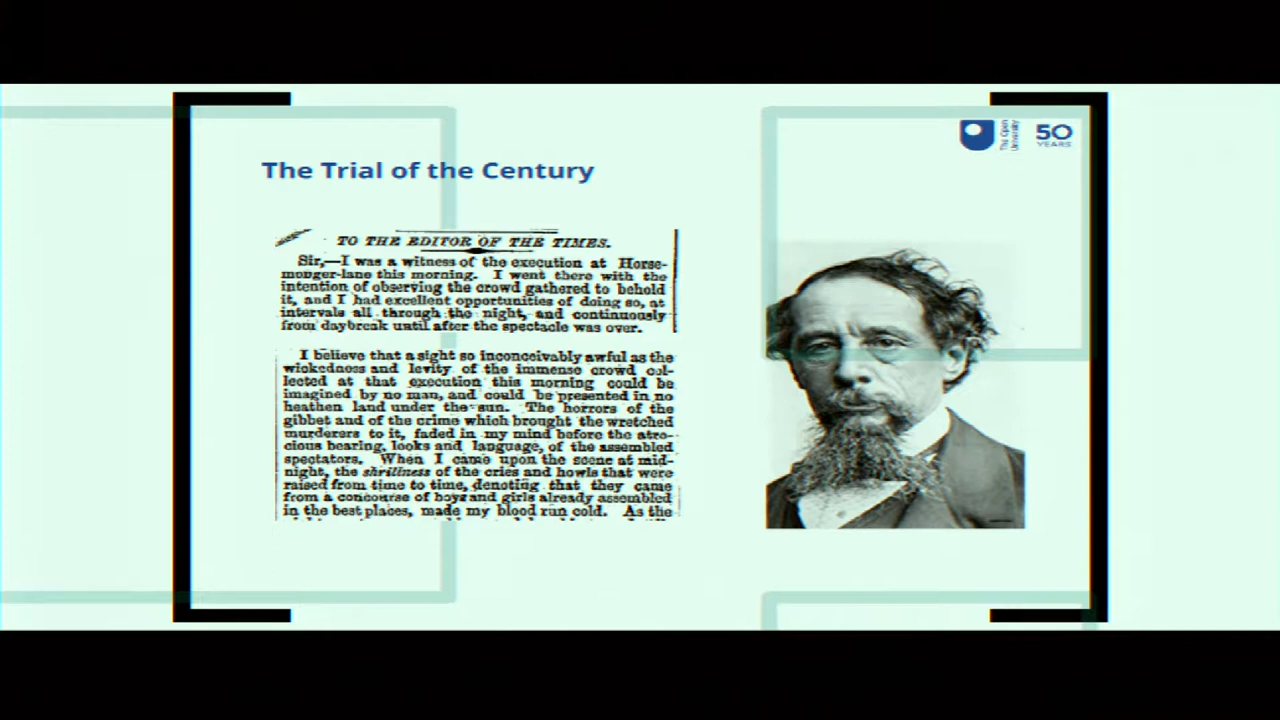 The Open
University
50
YEARS
The Trial of the Century
TO THE EDITOR OF THE TIMES.
Sir,—I was a witness of the execution at Horse-
monger-lane this morning. I went there with the
intention of observing the crowd gathered to behold
it, and I had excellent opportunities of doing so, at
intervals all through the night, and continuously
from daybreak until after the spectacle was over.
I believe that a sight so inconceivably awful as the
wickedness and levity of the immense crowd col-
lected at that execution this morning could be
imagined by no man, and could be presented in no
heathen land under the sun. The horrors of the
gibbet and of the crime which brought the wretched
murderers to it, faded in my mind before the atro-
cious bearing, looks and language, of the assembled
spectators. When I came upon the scene at mid-
night, the shrillness of the cries and howls that were
raised from time to time, denoting that they came
from a concourse of boys and girls already assembled
in the best places, made my blood run cold. As the